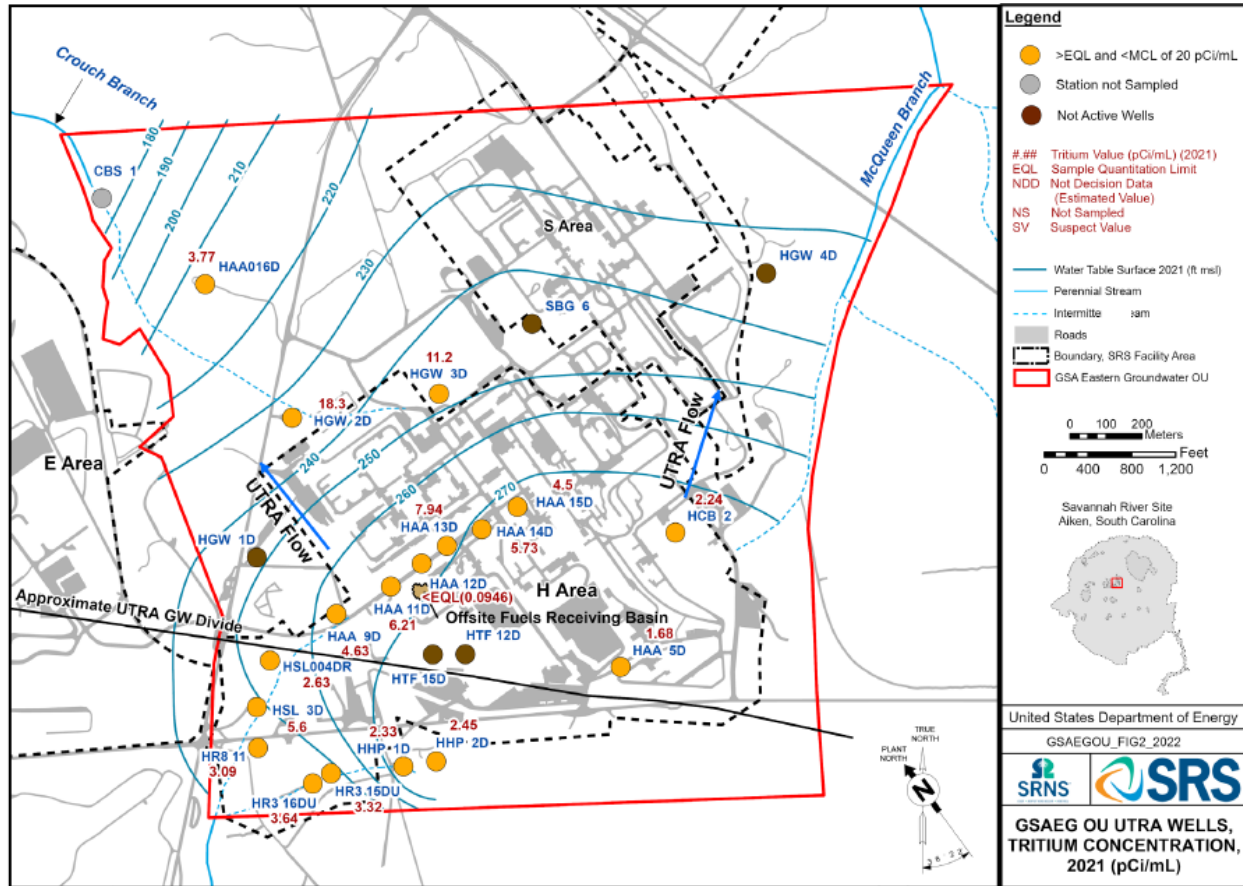 Crouch Branch
CBS 1
180
190
200
210
220
230
240
250
260
270
3.77
HAA016D
McQueen Branch
S Area
HGW 4D
SBG 6
11.2
HGW 3D
18.3
HGW 2D
E Area
UTRA Flow
UTRA Flow
HGW 1D
4.5
HAA 15D
7.94
HAA 13D
HAA 14D
5.73
2.24
HCB 2
HAA 12D
<EQL(0.0946)
HAA 11D
6.21
H Area
Offsite Fuels Receiving Basin
Approximate UTRA GW Divide
HAA 9D
4.63
HTF 12D
HTF 15D
1.68
HAA 5D
HSL004DR
2.63
HSL 3D
5.6
2.33
HHP 1D
2.45
HHP 2D
HR8 11
3.09
HR3 16DU
3.64
HR3 15DU
3.32
PLANT
NORTH
TRUE
NORTH
N
Legend
>EQL and <MCL of 20 pCi/mL
Station not Sampled
Not Active Wells
#.## Tritium Value (pCi/mL) (2021)
EQL Sample Quantitation Limit
NDD Not Decision Data
(Estimated Value)
NS Not Sampled
SV Suspect Value
Water Table Surface 2021 (ft msl)
Perennial Stream
Intermitte am
Roads
Boundary, SRS Facility Area
GSA Eastern Groundwater OU
0 100 200
Meters
Feet
0 400 800 1,200
Savannah River Site
Aiken, South Carolina
United States Department of Energy
GSAEGOU_FIG2_2022
SRNS
SRS
GSAEG OU UTRA WELLS,
TRITIUM CONCENTRATION,
2021 (pCi/mL)